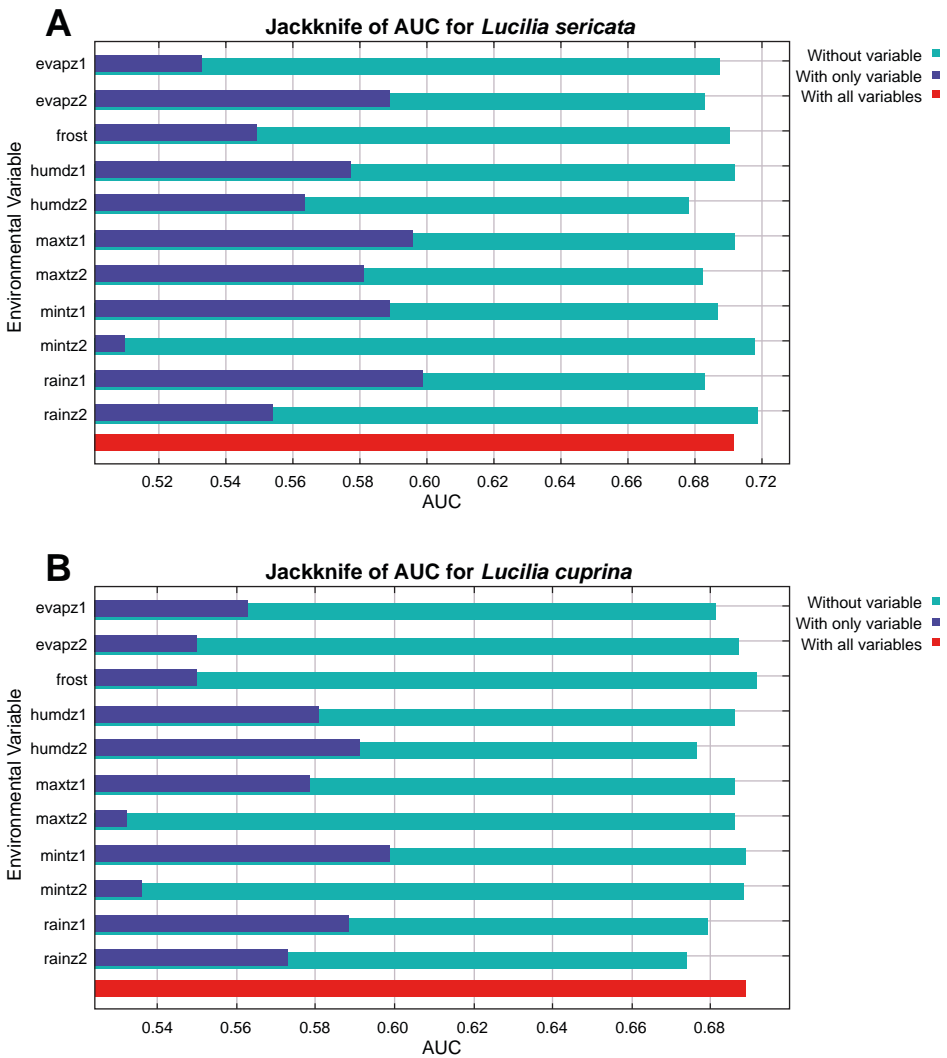 A
Jackknife of AUC for Lucilia sericata
Environmental Variable
evapz1
evapz2
frost
humdz1
humdz2
maxtz1
maxtz2
mintz1
mintz2
rainz1
rainz2
Without variable
With only variable
With all variables
0.52 0.54 0.56 0.58 0.60 0.62 0.64 0.66 0.68 0.72
AUC
B
Jackknife of AUC for Lucilia cuprina
Environmental Variable
evapz1
evapz2
frost
humdz1
humdz2
maxtz1
maxtz2
mintz1
mintz2
rainz1
rainz2
Without variable
With only variable
With all variables
0.54 0.56 0.58 0.60 0.62 0.64 0.66 0.68
AUC